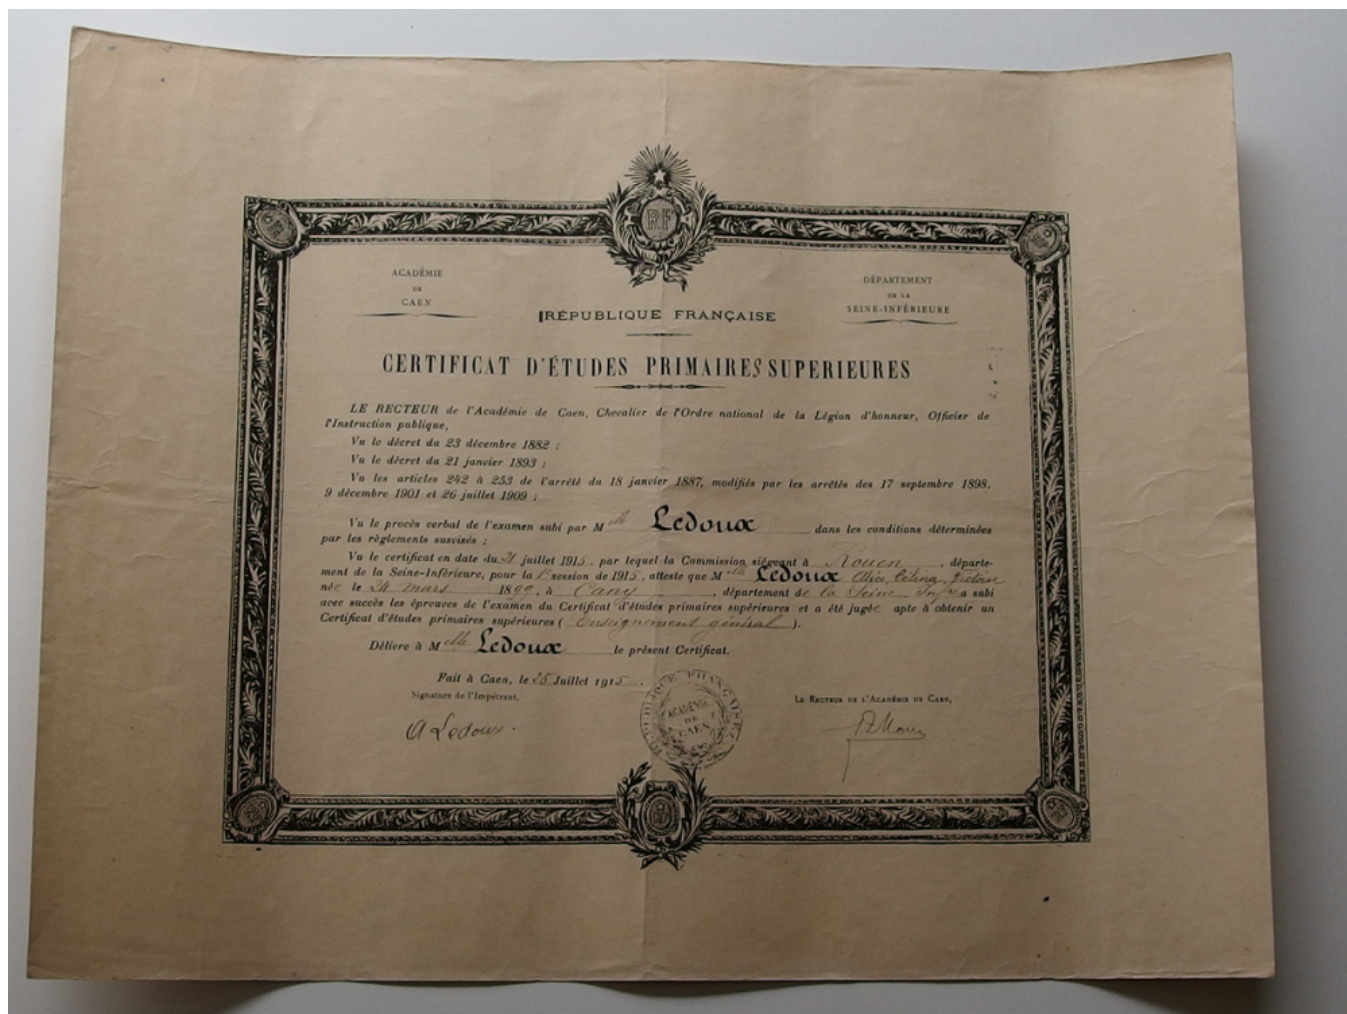 RF
ACADÉMIE
DE
CAEN
DÉPARTEMENT
DE LA
SEINE-INFÉRIEURE
RÉPUBLIQUE FRANÇAISE
CERTIFICAT D'ÉTUDES PRIMAIRES SUPERIEURES
LE RECTEUR de l'Académie de Caen, Chevalier de l'Ordre national de la Légion d'honneur, Officier de
l'Instruction publique,
Vu le décret du 23 décembre 1882 ;
Vu le décret du 21 janvier 1893 ;
Vu les articles 242 à 253 de l'arrêté du 18 janvier 1887, modifiés par les arrêtés des 17 septembre 1898,
9 décembre 1901 et 26 juillet 1909 ;
Vu le procès verbal de l'examen subi par Melle Ledoux dans les conditions déterminées
par les règlements susvisés ;
Vu le certificat en date du 21 juillet 1915, par lequel la Commission siégeant à Rouen, départe-
ment de la Seine-Inférieure, pour la 1re session de 1915, atteste que Melle Ledoux Alice, Célina, Victoire
née le 24 mars 1899, à Cany, département de la Seine Infre a subi
avec succès les épreuves de l'examen du Certificat d'études primaires supérieures et a été jugée apte à obtenir un
Certificat d'études primaires supérieures ( Enseignement général ).
Délivre à Melle Ledoux le présent Certificat.
Fait à Caen, le 25 Juillet 1915.
Signature de l'Impétrant,
A Ledoux.
RÉPUBLIQUE FRANÇAISE
ACADÉMIE
DE
CAEN
LE RECTEUR DE L'ACADÉMIE DE CAEN,